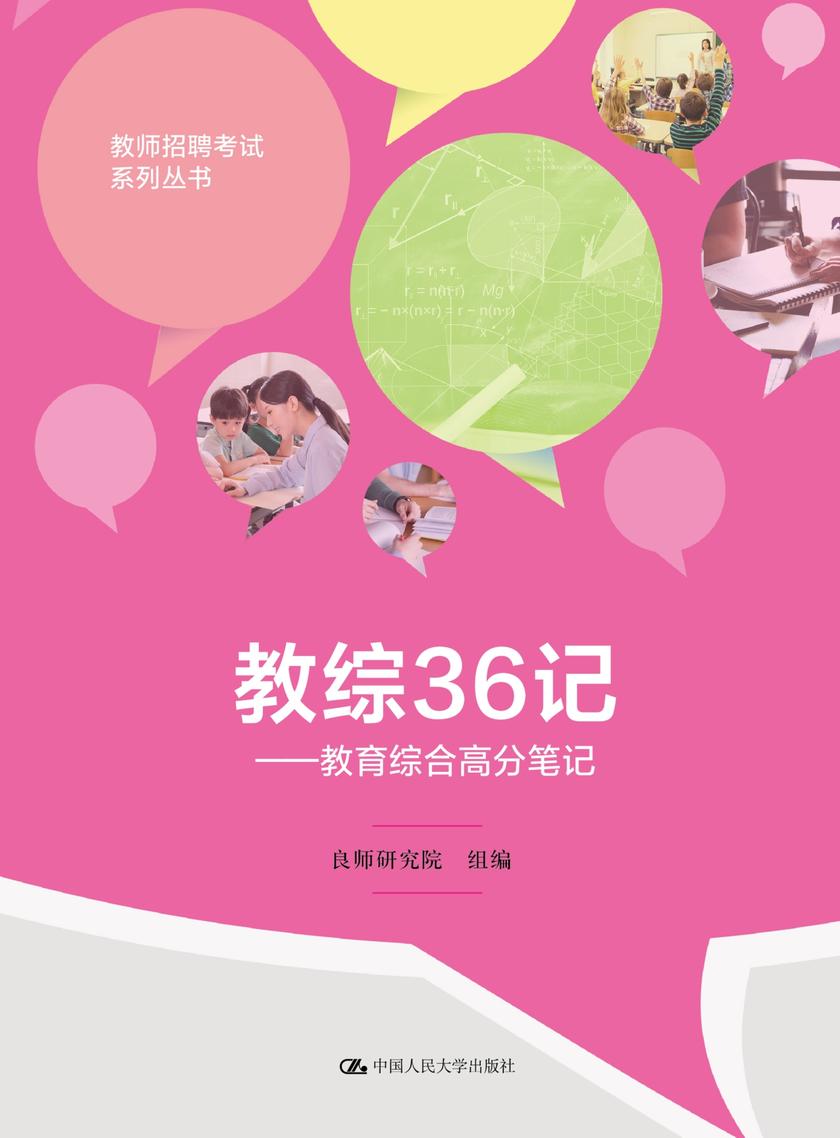 教师招聘考试
系列丛书
r⊥
r
r = r + r⊥
r = n(n·r) Mg
r⊥ = − n×(n×r) = r − n(n·r)
教综36记
——教育综合高分笔记
良师研究院 组编
中国人民大学出版社